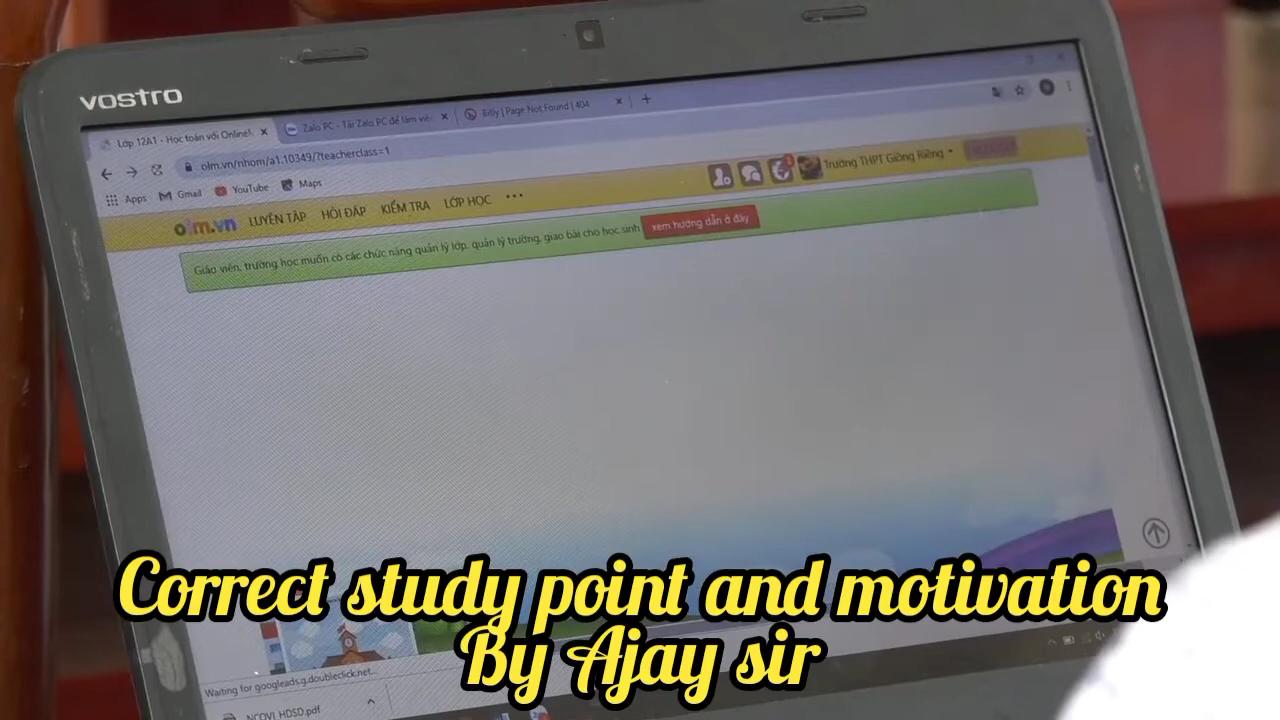 vostro
Lớp 12A1 - Học toán với Online
Zalo PC - Tải Zalo PC để làm việ
Bitly | Page Not Found | 404
olm.vn/nhom/a1.10349/?teacherclass=1
Apps Gmail YouTube Maps
olm.vn LUYỆN TẬP HỎI ĐÁP KIỂM TRA LỚP HỌC ••• 1 Trường THPT Giồng Riềng
Giáo viên, trường học muốn có các chức năng quản lý lớp, quản lý trường, giao bài cho học sinh xem hướng dẫn ở đây
Correct study point and motivation
By Ajay sir
Waiting for googleads.g.doubleclick.net...
NCOVI_HDSD.pdf